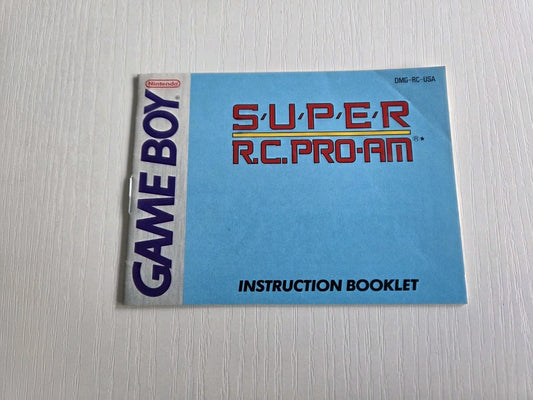 Nintendo
GAME BOY
®
DMG-RC-USA
S·U·P·E·R
R.C. PRO-AM ®*
INSTRUCTION BOOKLET